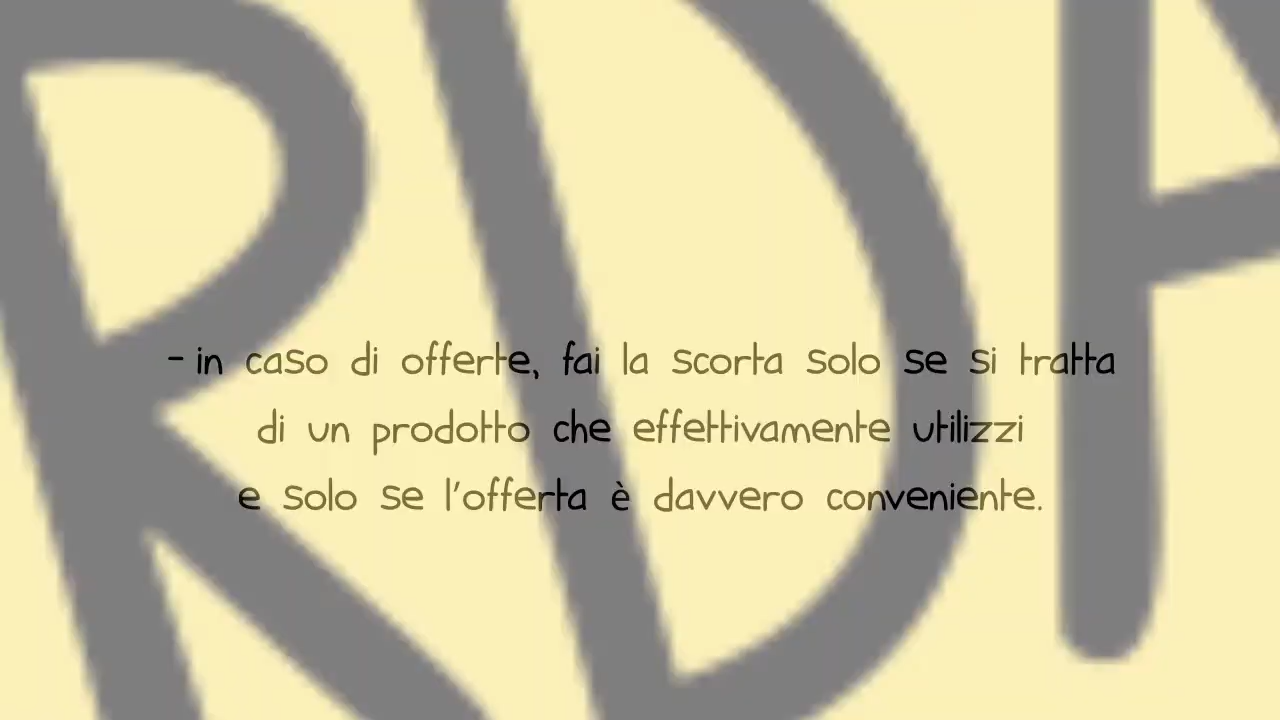 RDA
- in caso di offerte, fai la scorta solo se si tratta
di un prodotto che effettivamente utilizzi
e solo se l'offerta è davvero conveniente.